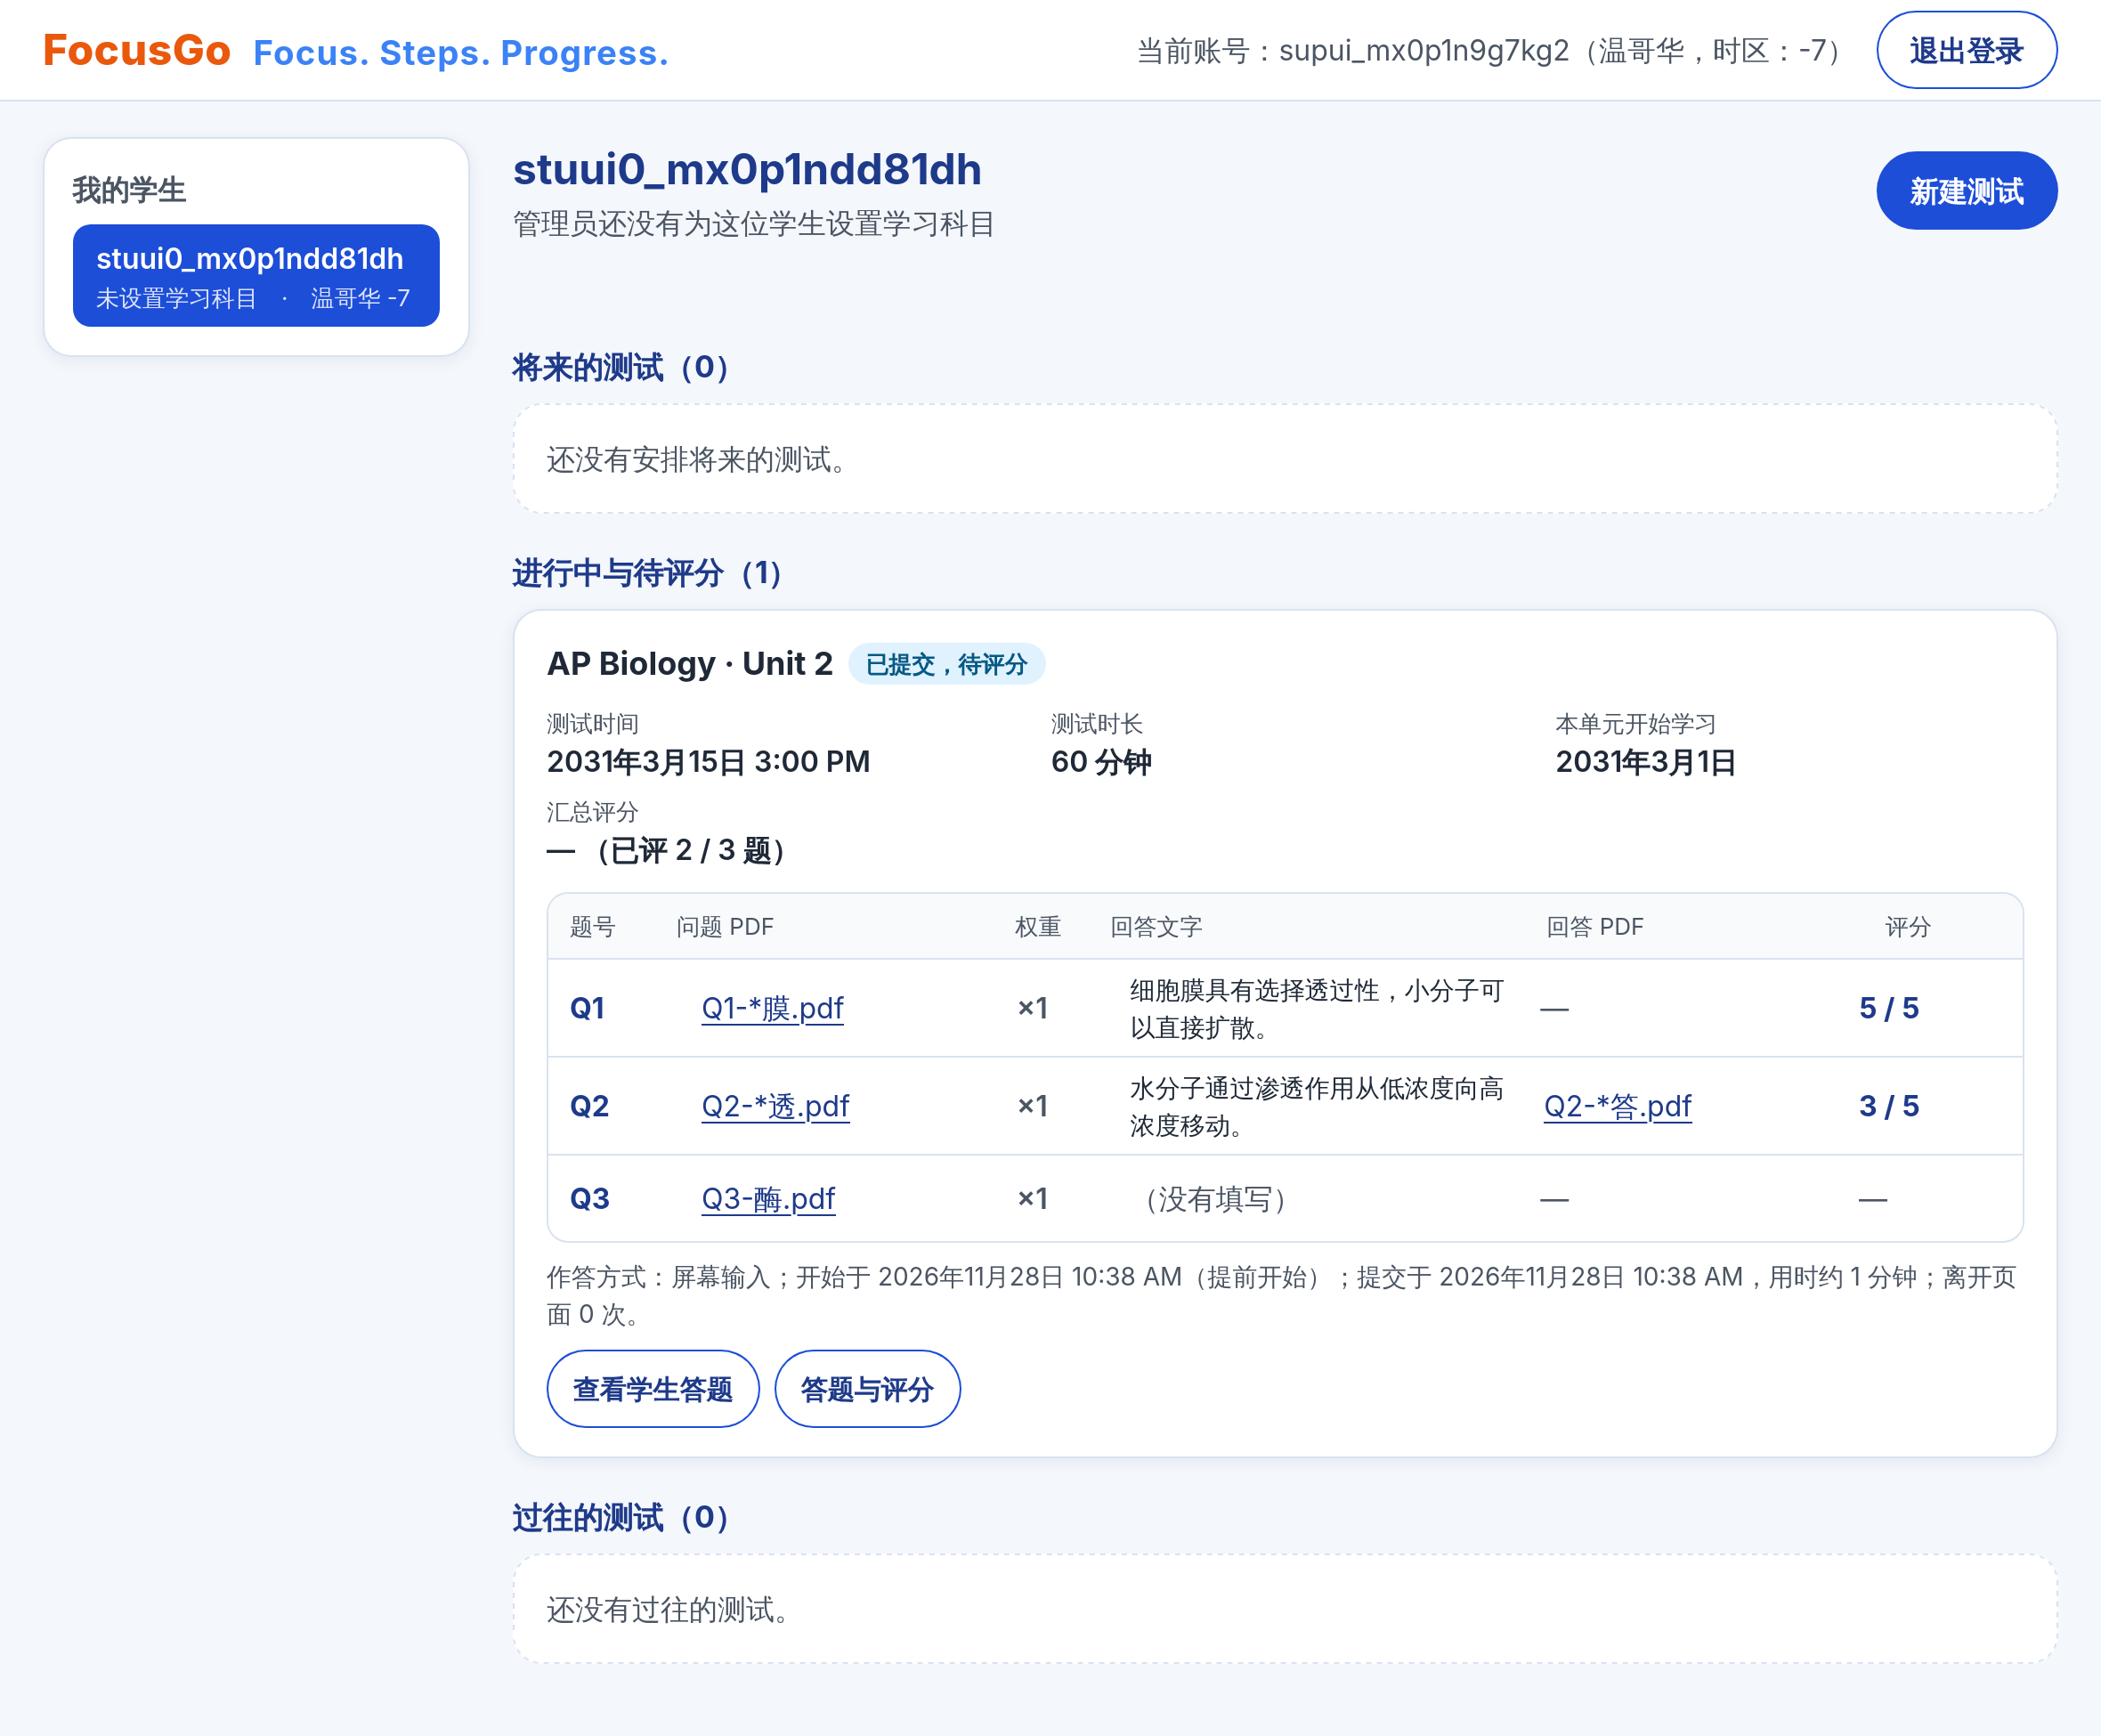 FocusGo Focus. Steps. Progress.
当前账号：supui_mx0p1n9g7kg2（温哥华，时区：-7）
退出登录
我的学生
stuui0_mx0p1ndd81dh
未设置学习科目 · 温哥华 -7
stuui0_mx0p1ndd81dh
管理员还没有为这位学生设置学习科目
新建测试
将来的测试（0）
还没有安排将来的测试。
进行中与待评分（1）
AP Biology · Unit 2 已提交，待评分
测试时间 测试时长 本单元开始学习
2031年3月15日 3:00 PM 60 分钟 2031年3月1日
汇总评分
— （已评 2 / 3 题）
题号 问题 PDF 权重 回答文字 回答 PDF 评分
Q1 Q1-*膜.pdf ×1 细胞膜具有选择透过性，小分子可 — 5 / 5
以直接扩散。
Q2 Q2-*透.pdf ×1 水分子通过渗透作用从低浓度向高 Q2-*答.pdf 3 / 5
浓度移动。
Q3 Q3-酶.pdf ×1 （没有填写） — —
作答方式：屏幕输入；开始于 2026年11月28日 10:38 AM（提前开始）；提交于 2026年11月28日 10:38 AM，用时约 1 分钟；离开页
面 0 次。
查看学生答题 答题与评分
过往的测试（0）
还没有过往的测试。